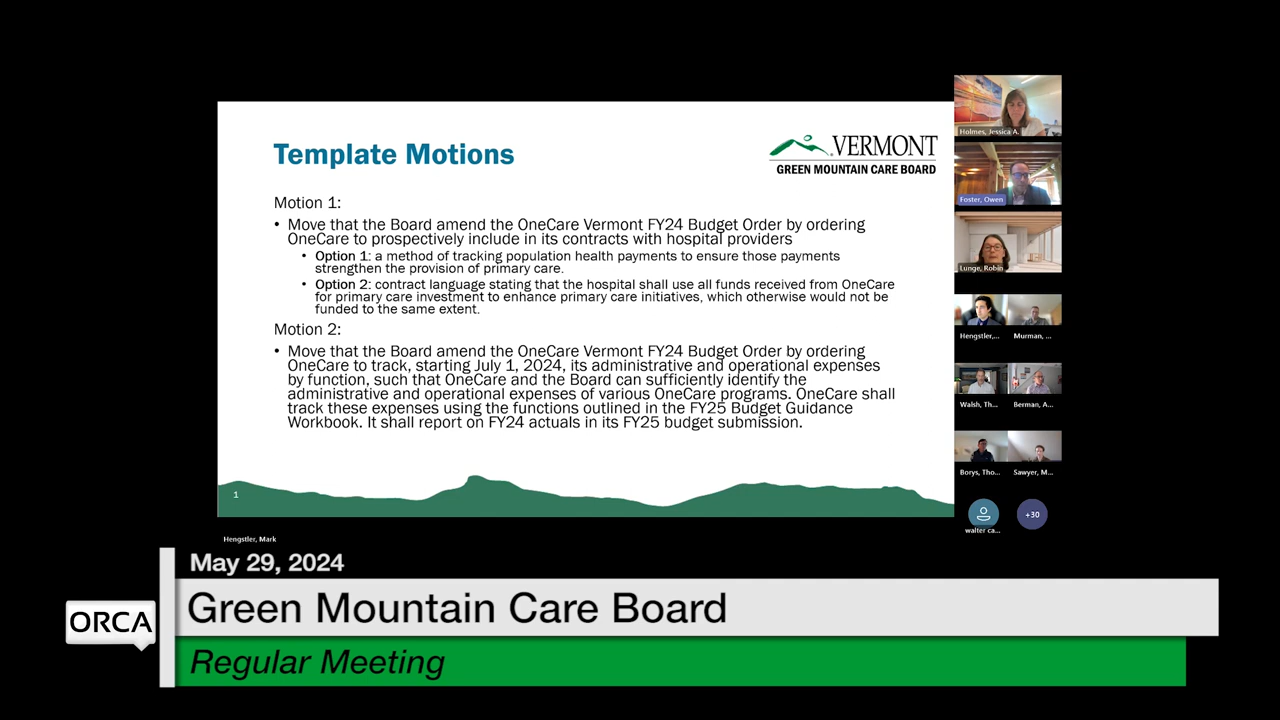 Template Motions
VERMONT
GREEN MOUNTAIN CARE BOARD
Motion 1:
• Move that the Board amend the OneCare Vermont FY24 Budget Order by ordering
OneCare to prospectively include in its contracts with hospital providers
• Option 1: a method of tracking population health payments to ensure those payments
strengthen the provision of primary care.
• Option 2: contract language stating that the hospital shall use all funds received from OneCare
for primary care investment to enhance primary care initiatives, which otherwise would not be
funded to the same extent.
Motion 2:
• Move that the Board amend the OneCare Vermont FY24 Budget Order by ordering
OneCare to track, starting July 1, 2024, its administrative and operational expenses
by function, such that OneCare and the Board can sufficiently identify the
administrative and operational expenses of various OneCare programs. OneCare shall
track these expenses using the functions outlined in the FY25 Budget Guidance
Workbook. It shall report on FY24 actuals in its FY25 budget submission.
1
Holmes, Jessica A.
Foster, Owen
Lunge, Robin
Hengstler,... Murman, ...
Walsh, Th... Berman, A...
Borys, Tho... Sawyer, M...
+30
walter ca...
Hengstler, Mark
May 29, 2024
ORCA
Green Mountain Care Board
Regular Meeting